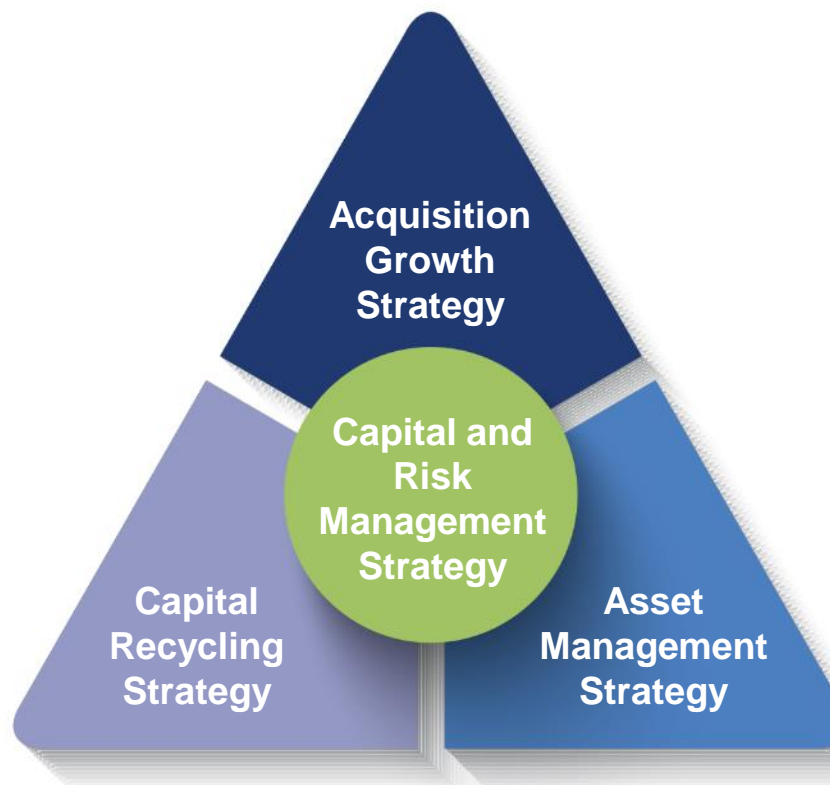 Acquisition
Growth
Strategy
Capital and
Risk
Management
Strategy
Capital
Recycling
Strategy
Asset
Management
Strategy